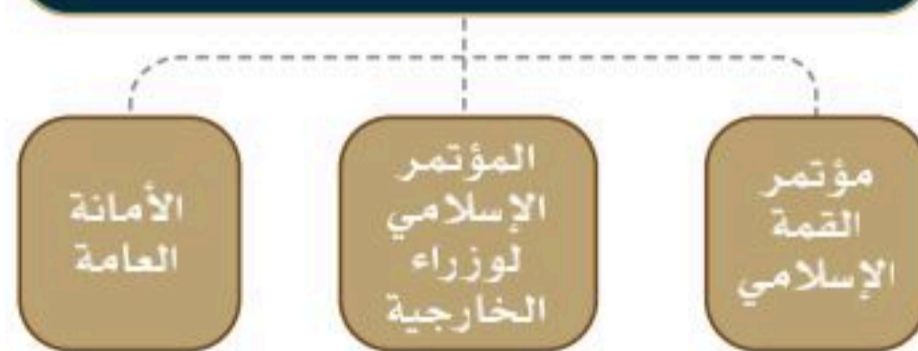 مؤتمر
القمة
الإسلامي
المؤتمر
الإسلامي
لوزراء
الخارجية
الأمانة
العامة